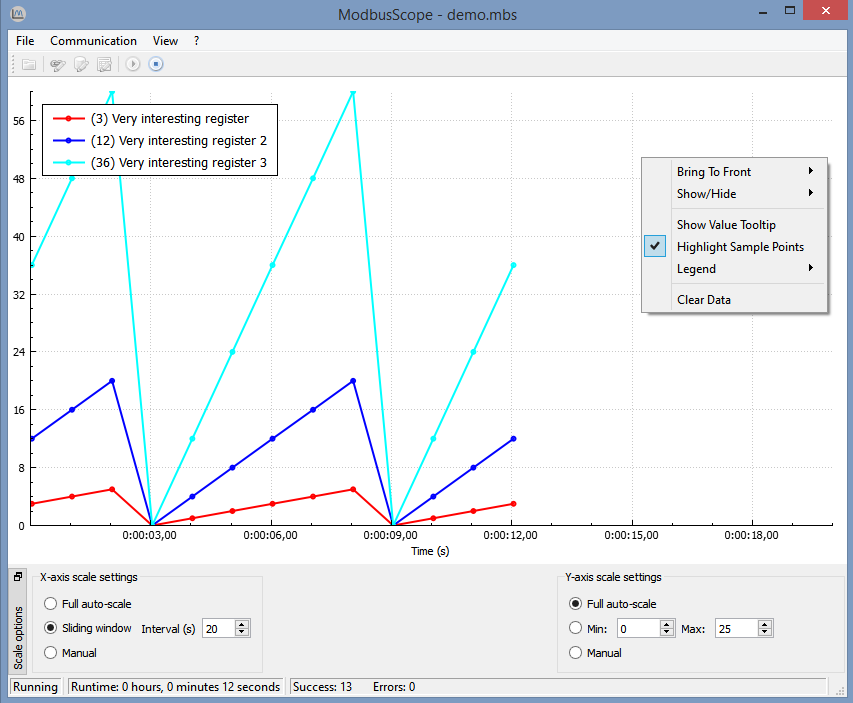 ModbusScope - demo.mbs
File Communication View ?
(3) Very interesting register
(12) Very interesting register 2
(36) Very interesting register 3
56
48
40
32
24
16
8
0
Bring To Front
Show/Hide
Show Value Tooltip
Highlight Sample Points
Legend
Clear Data
0:00:03,00 0:00:06,00 0:00:09,00 0:00:12,00 0:00:15,00 0:00:18,00
Time (s)
Scale options
X-axis scale settings
Full auto-scale
Sliding window Interval (s) 20
Manual
Y-axis scale settings
Full auto-scale
Min: 0 Max: 25
Manual
Running Runtime: 0 hours, 0 minutes 12 seconds Success: 13 Errors: 0